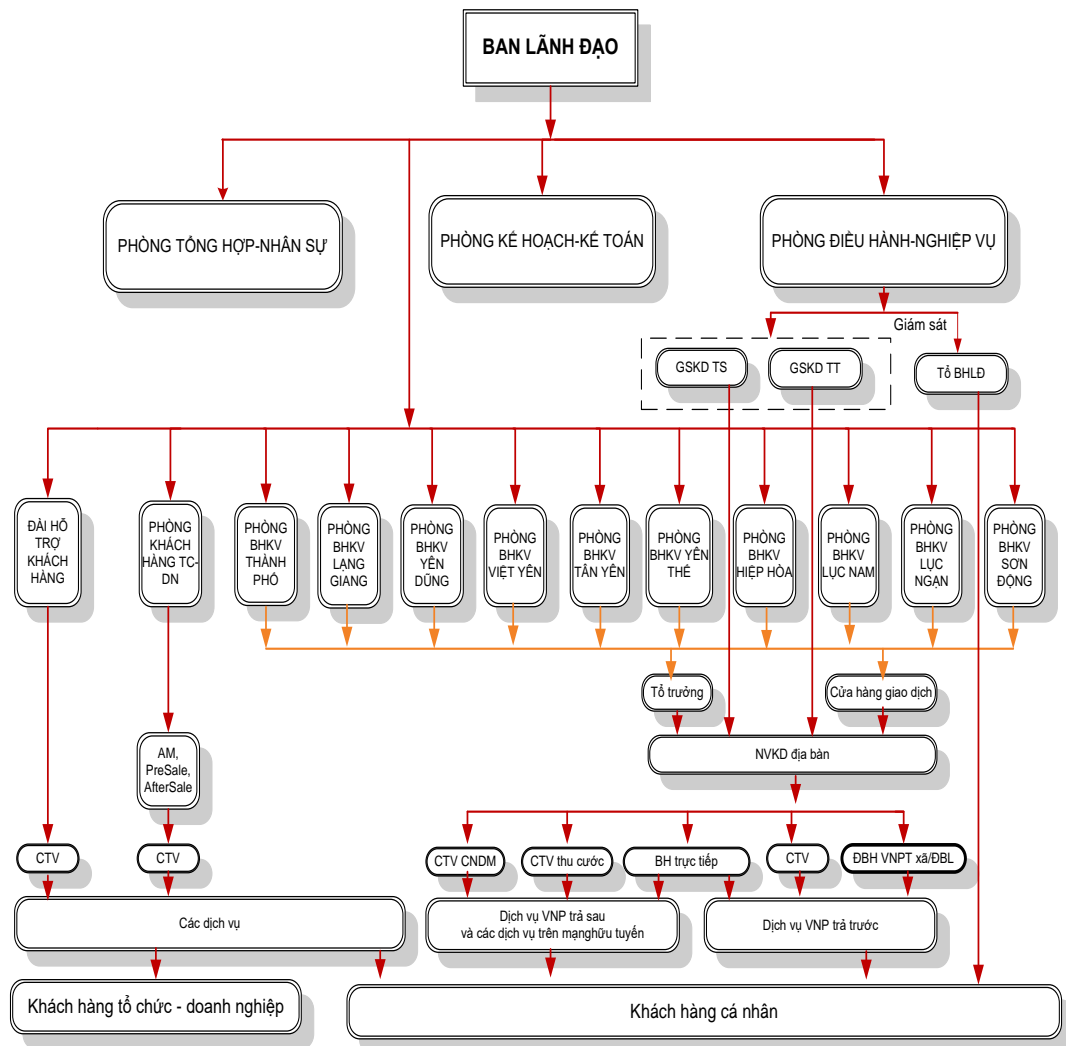 BAN LÃNH ĐẠO
PHÒNG TỔNG HỢP-NHÂN SỰ
PHÒNG KẾ HOẠCH-KẾ TOÁN
PHÒNG ĐIỀU HÀNH-NGHIỆP VỤ
Giám sát
GSKD TS
GSKD TT
Tổ BHLĐ
ĐÀI HỖ
TRỢ
KHÁCH
HÀNG
PHÒNG
KHÁCH
HÀNG TC-
DN
PHÒNG
BHKV
THÀNH
PHỐ
PHÒNG
BHKV
LẠNG
GIANG
PHÒNG
BHKV
YÊN
DŨNG
PHÒNG
BHKV
VIỆT YÊN
PHÒNG
BHKV
TÂN YÊN
PHÒNG
BHKV YÊN
THẾ
PHÒNG
BHKV
HIỆP HÒA
PHÒNG
BHKV
LỤC NAM
PHÒNG
BHKV
LỤC
NGẠN
PHÒNG
BHKV
SƠN
ĐỘNG
Tổ trưởng
Cửa hàng giao dịch
NVKD địa bàn
AM,
PreSale,
AfterSale
CTV
CTV
CTV CNDM
CTV thu cước
BH trực tiếp
CTV
ĐBH VNPT xã/ĐBL
Các dịch vụ
Dịch vụ VNP trả sau
và các dịch vụ trên mạnghữu tuyến
Dịch vụ VNP trả trước
Khách hàng tổ chức - doanh nghiệp
Khách hàng cá nhân